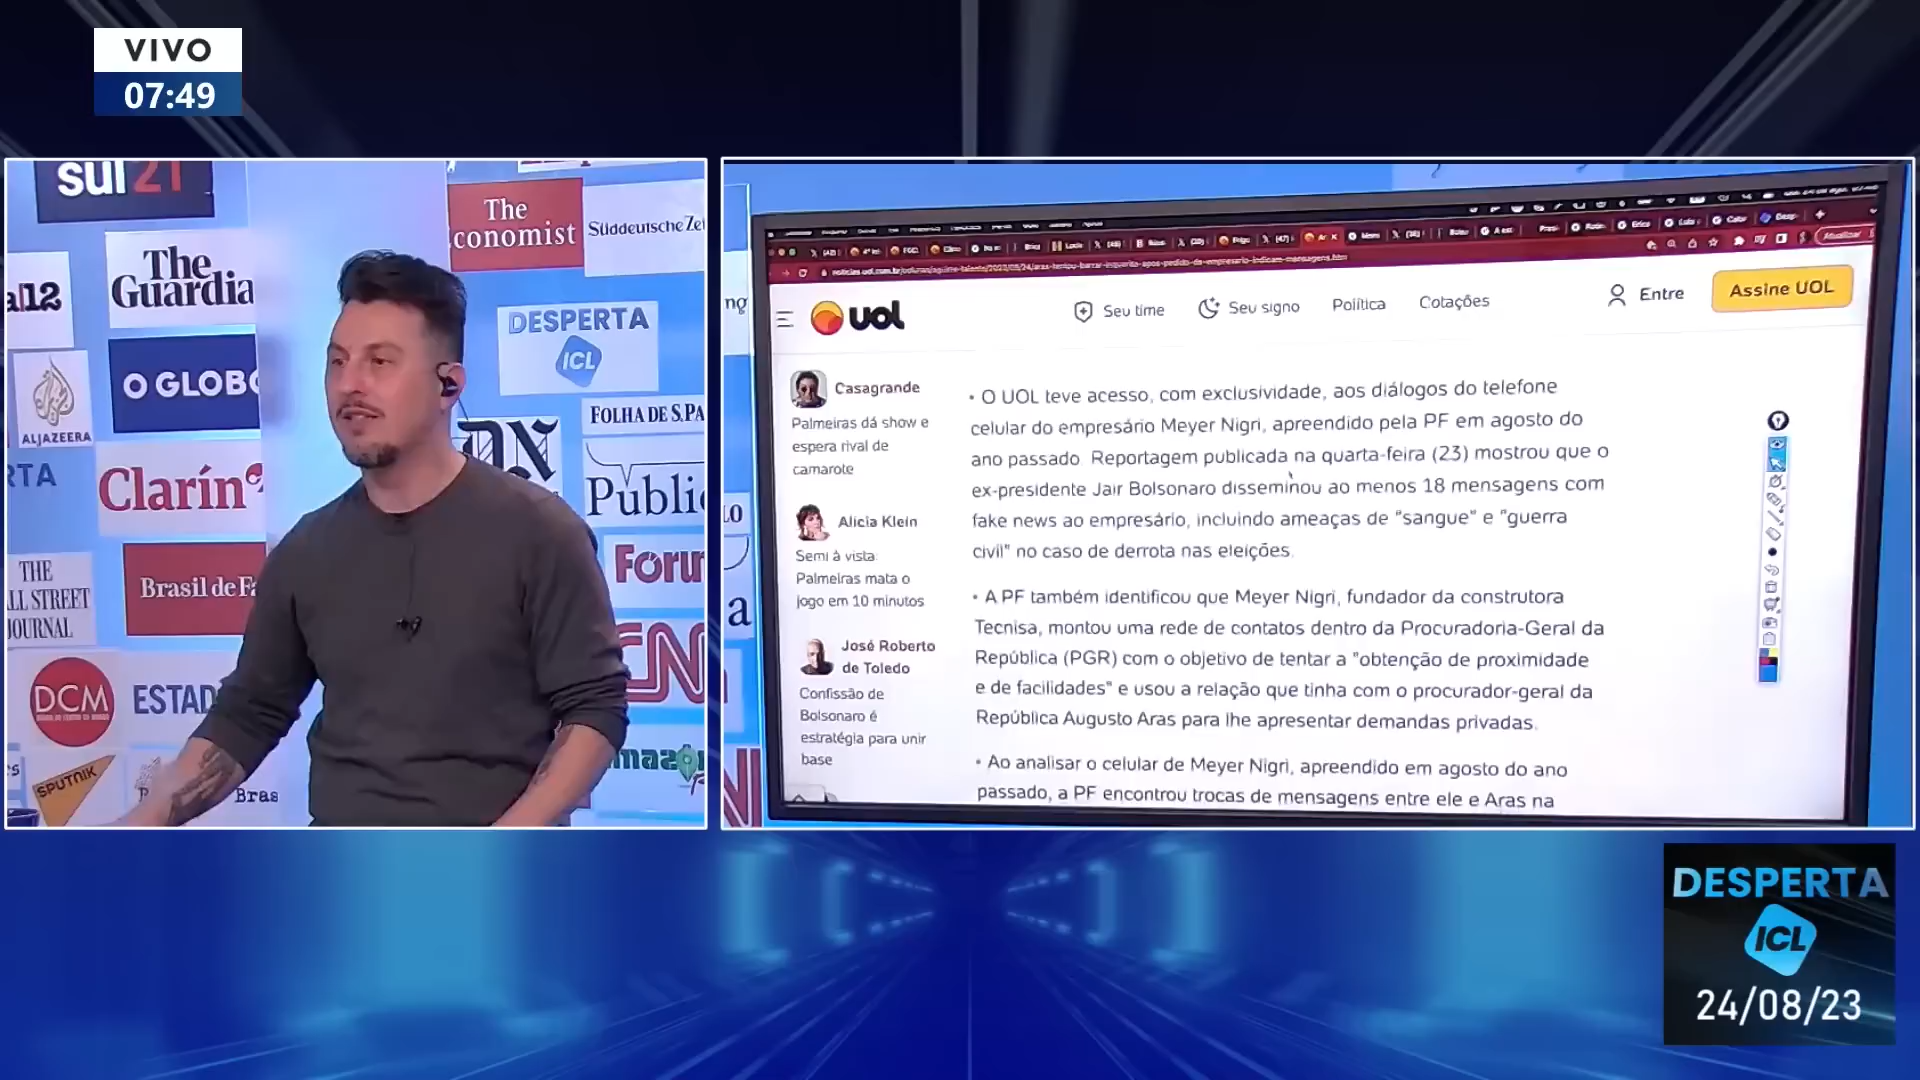 VIVO
07:49
sul21
The Economist
Süddeutsche Zei
The Guardia
al12
DESPERTA
ICL
O GLOBO
ALJAZEERA
FOLHA DE S.PA
Clarín
Públic
RTA
LO
THE
LL STREET
JOURNAL
Brasil de Fa
Foru
CNN
DCM
ESTAD
SPUTNIK
Bras
amazô
ng
uol
Seu time
Seu signo
Política
Cotações
Entre
Assine UOL
Casagrande
Palmeiras dá show e
espera rival de
camarote
Alicia Klein
Semi à vista:
Palmeiras mata o
jogo em 10 minutos
José Roberto
de Toledo
Confissão de
Bolsonaro é
estratégia para unir
base
• O UOL teve acesso, com exclusividade, aos diálogos do telefone
celular do empresário Meyer Nigri, apreendido pela PF em agosto do
ano passado. Reportagem publicada na quarta-feira (23) mostrou que o
ex-presidente Jair Bolsonaro disseminou ao menos 18 mensagens com
fake news ao empresário, incluindo ameaças de "sangue" e "guerra
civil" no caso de derrota nas eleições.
• A PF também identificou que Meyer Nigri, fundador da construtora
Tecnisa, montou uma rede de contatos dentro da Procuradoria-Geral da
República (PGR) com o objetivo de tentar a "obtenção de proximidade
e de facilidades" e usou a relação que tinha com o procurador-geral da
República Augusto Aras para lhe apresentar demandas privadas.
• Ao analisar o celular de Meyer Nigri, apreendido em agosto do ano
passado, a PF encontrou trocas de mensagens entre ele e Aras na
DESPERTA
ICL
24/08/23